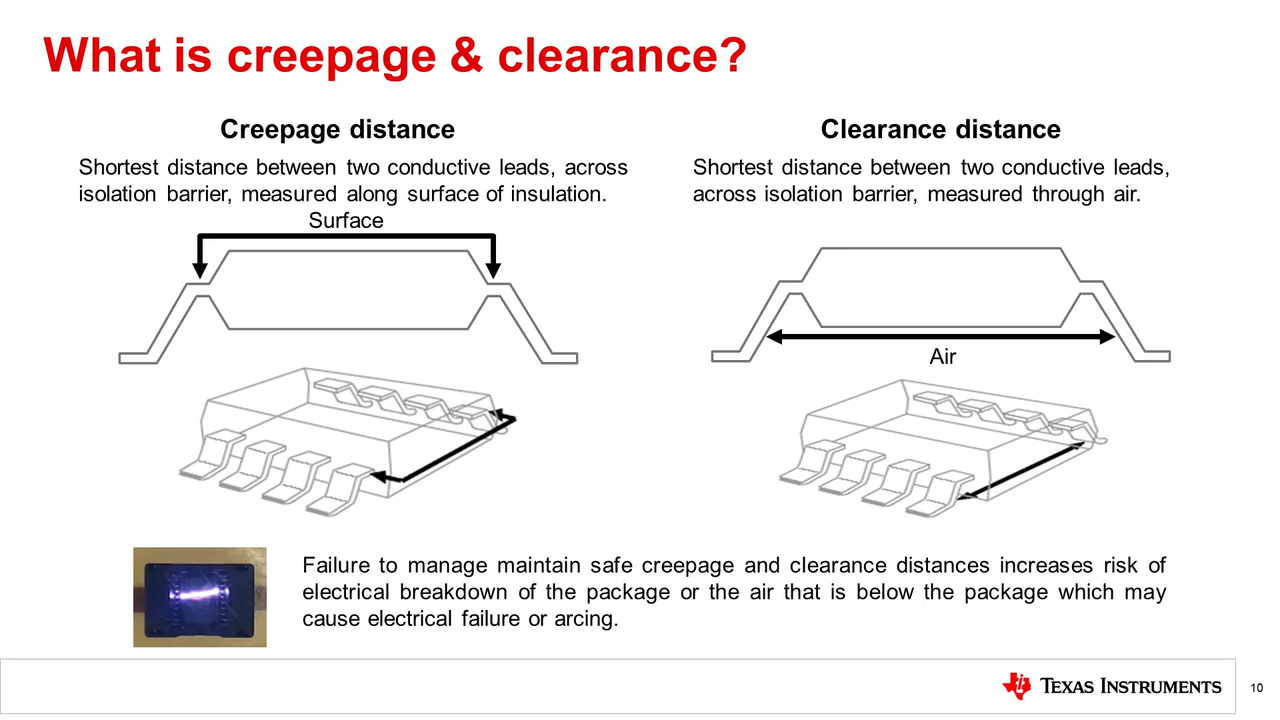 What is creepage & clearance?
Creepage distance
Shortest distance between two conductive leads, across
isolation barrier, measured along surface of insulation.
Surface
Clearance distance
Shortest distance between two conductive leads,
across isolation barrier, measured through air.
Air
Failure to manage maintain safe creepage and clearance distances increases risk of
electrical breakdown of the package or the air that is below the package which may
cause electrical failure or arcing.
TEXAS INSTRUMENTS
10